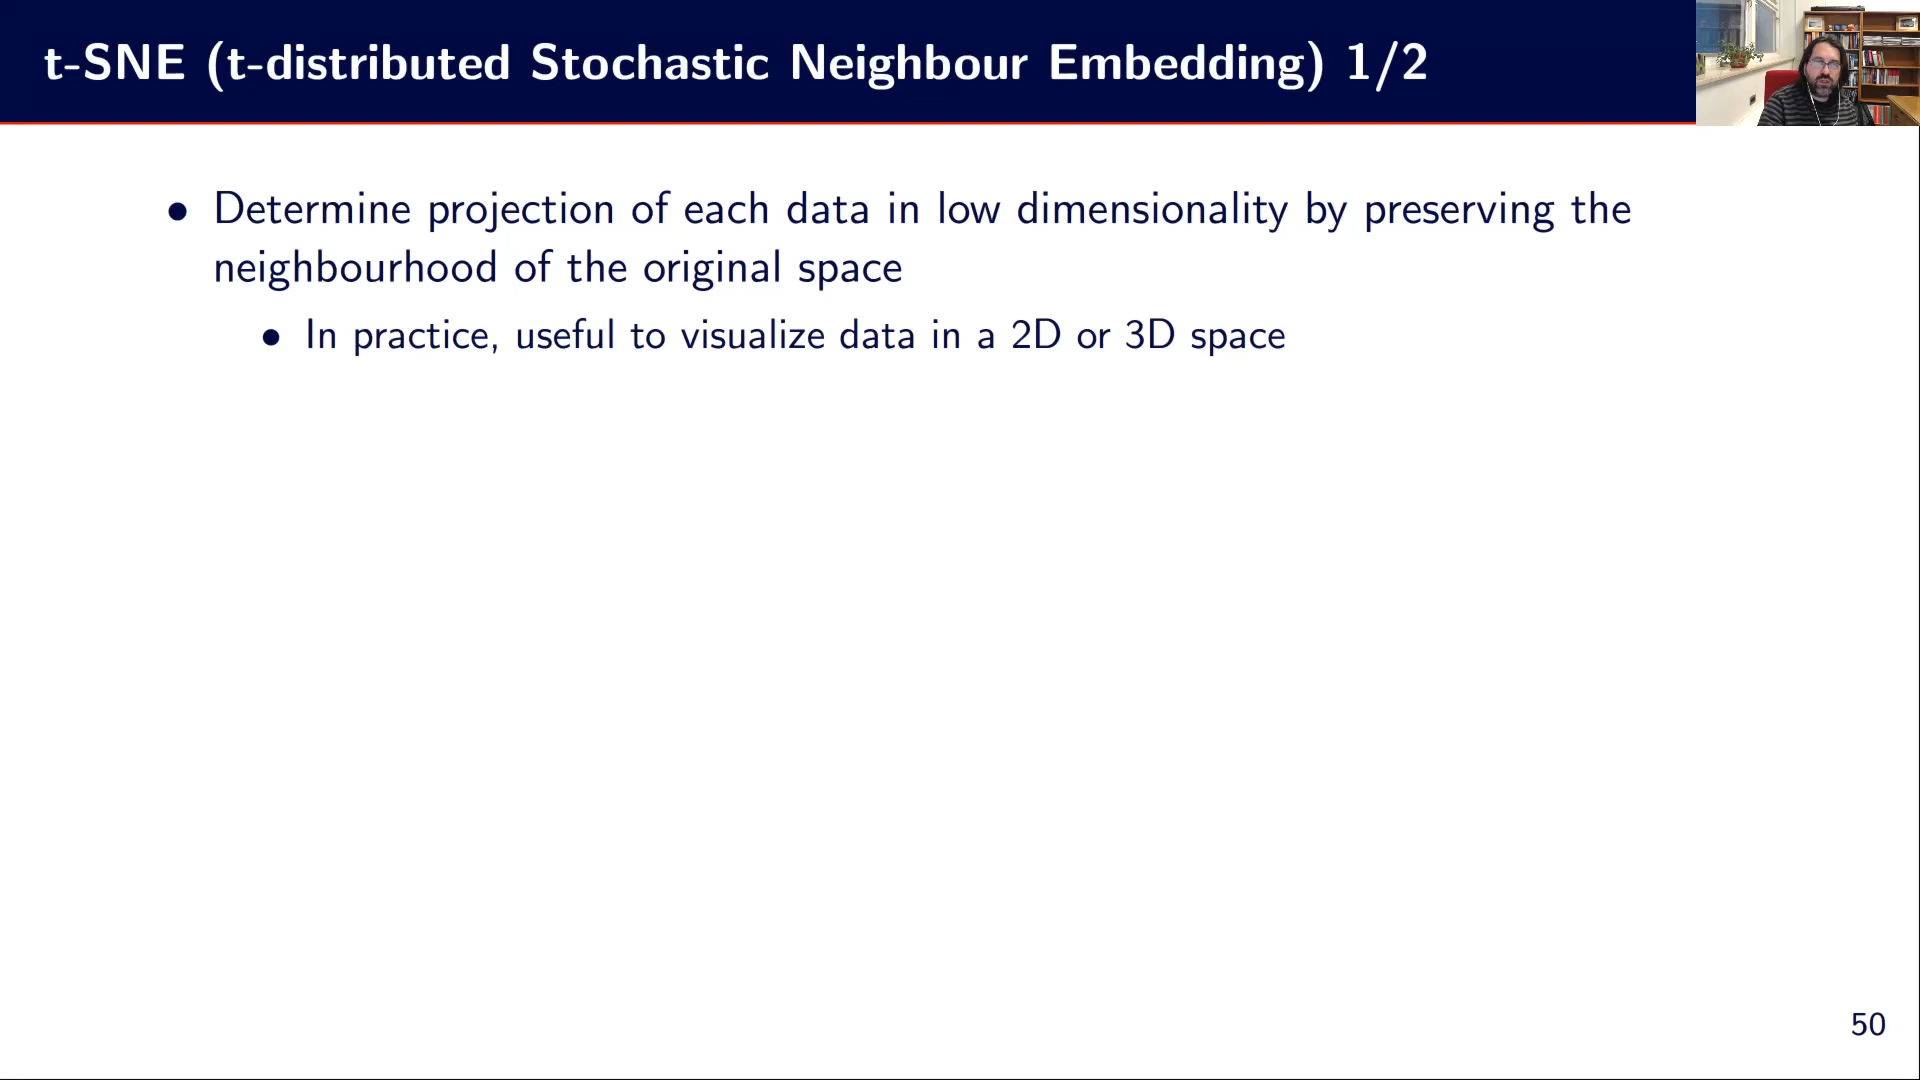 t-SNE (t-distributed Stochastic Neighbour Embedding) 1/2
• Determine projection of each data in low dimensionality by preserving the
neighbourhood of the original space
• In practice, useful to visualize data in a 2D or 3D space
50